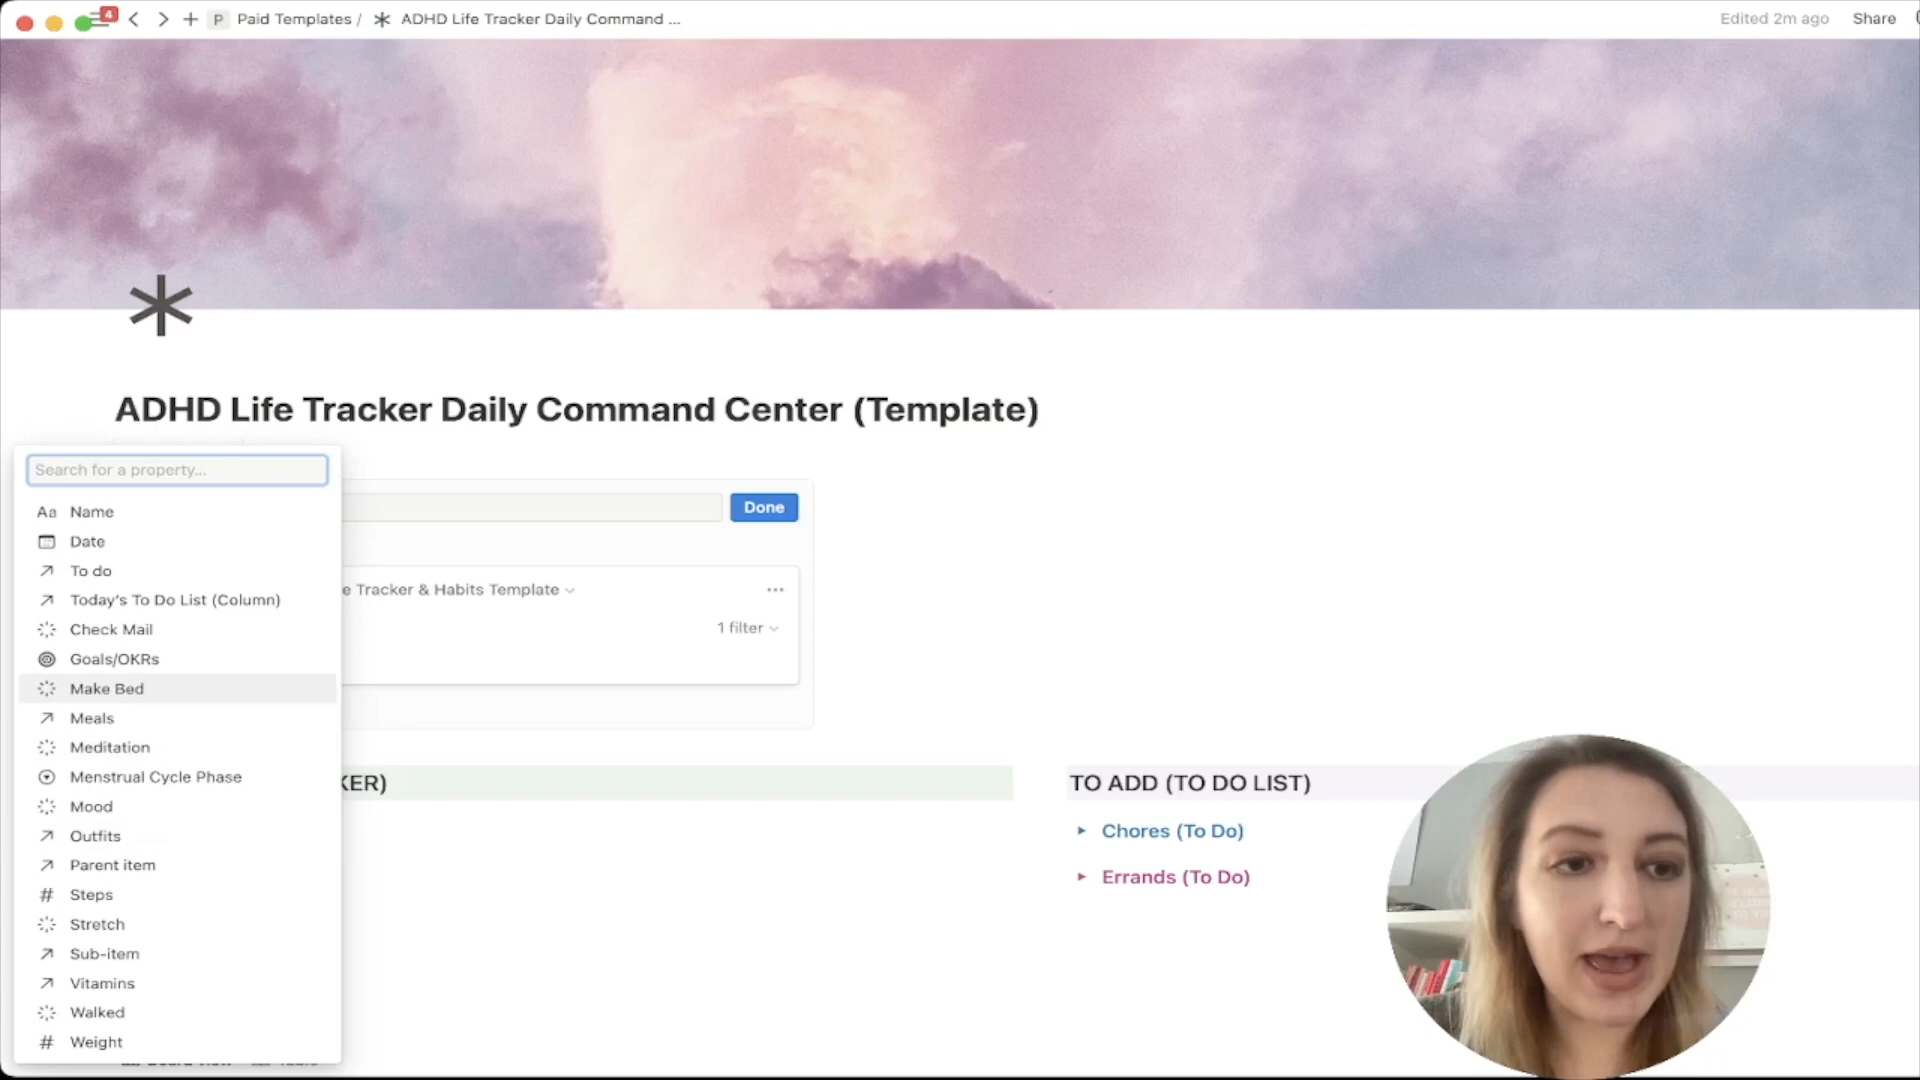 4
P Paid Templates / ADHD Life Tracker Daily Command ...
Edited 2m ago Share
ADHD Life Tracker Daily Command Center (Template)
Search for a property...
Aa Name
Date
To do
Today's To Do List (Column)
Check Mail
Goals/OKRs
Make Bed
Meals
Meditation
Menstrual Cycle Phase
Mood
Outfits
Parent item
# Steps
Stretch
Sub-item
Vitamins
Walked
# Weight
Done
e Tracker & Habits Template
1 filter
KER)
TO ADD (TO DO LIST)
Chores (To Do)
Errands (To Do)